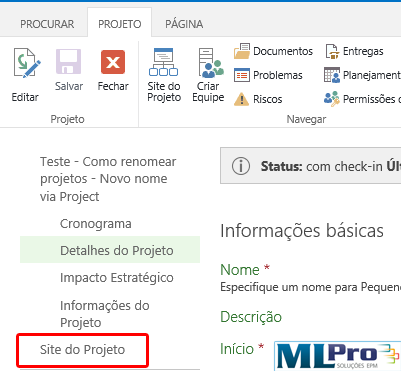 PROCURAR PROJETO PÁGINA
Editar
Salvar
Fechar
Projeto
Site do
Projeto
Criar
Equipe
Documentos
Problemas
Riscos
Entregas
Planejament
Permissões d
Navegar
Teste - Como renomear
projetos - Novo nome
via Project
Cronograma
Detalhes do Projeto
Impacto Estratégico
Informações do
Projeto
Site do Projeto
Status: com check-in Últ
Informações básicas
Nome *
Especifique um nome para Pequen
Descrição
Início *
MLPro
SOLUÇÕES EPM